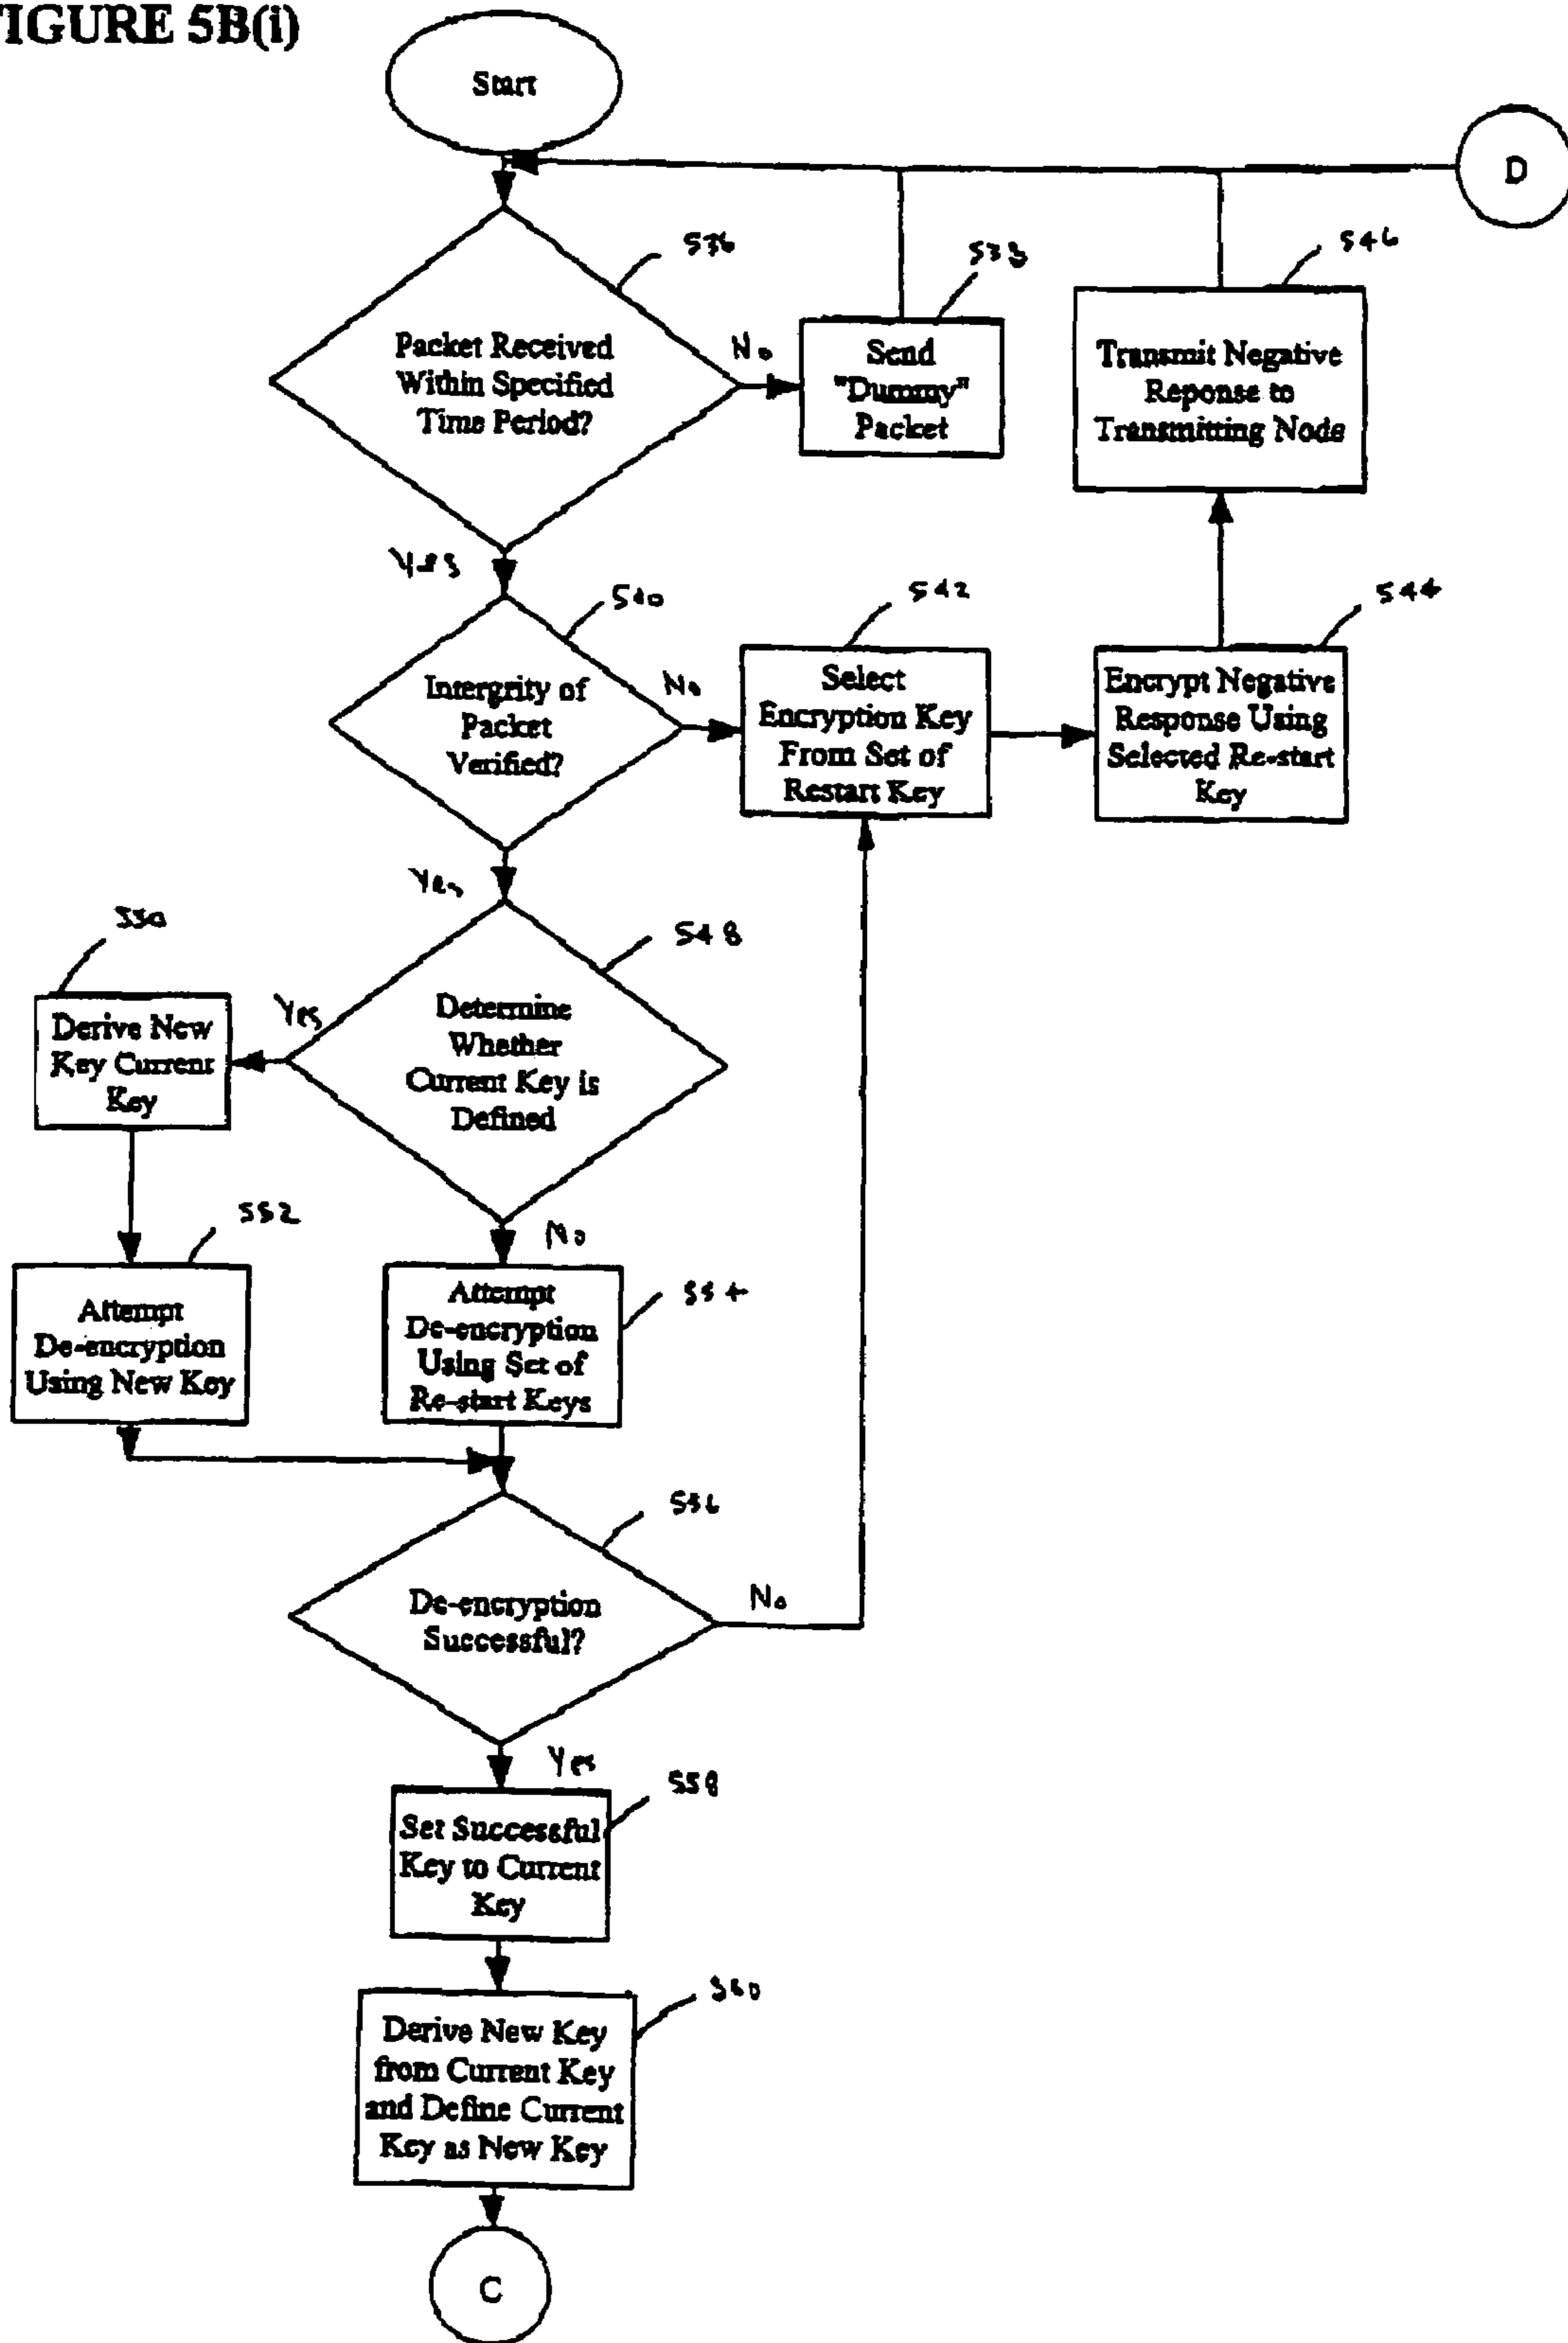 FIGURE 5B(i)
Start
D
536
538
546
Packet Received
Within Specified
Time Period?
No
Send
"Dummy"
Packet
Transmit Negative
Reponse to
Transmitting Node
Yes
540
542
544
Intergrity of
Packet
Verified?
No
Select
Encryption Key
From Set of
Restart Key
Encrypt Negative
Response Using
Selected Re-start
Key
Yes
550
548
Derive New
Key Current
Key
Yes
Determine
Whether
Current Key is
Defined
552
No
Attempt
De-encryption
Using New Key
Attempt
De-encryption
Using Set of
Re-start Keys
554
556
De-encryption
Successful?
No
Yes
558
Set Successful
Key to Current
Key
560
Derive New Key
from Current Key
and Define Current
Key as New Key
C